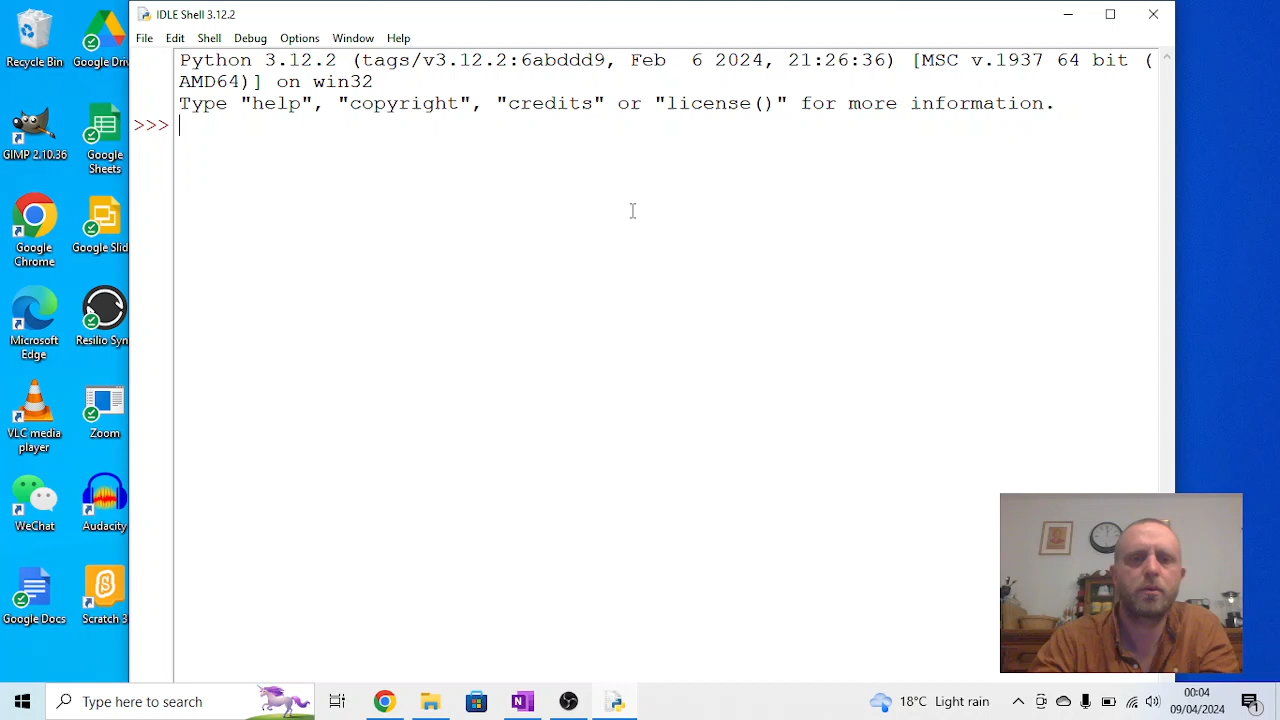 IDLE Shell 3.12.2
File Edit Shell Debug Options Window Help
Python 3.12.2 (tags/v3.12.2:6abddd9, Feb  6 2024, 21:26:36) [MSC v.1937 64 bit (
AMD64)] on win32
Type "help", "copyright", "credits" or "license()" for more information.
>>>
Recycle Bin
Google Driv
GIMP 2.10.36
Google
Sheets
Google
Chrome
Google Slid
Microsoft
Edge
Resilio Syn
VLC media
player
Zoom
WeChat
Audacity
Google Docs
Scratch 3
Type here to search
18°C Light rain
00:04
09/04/2024
1